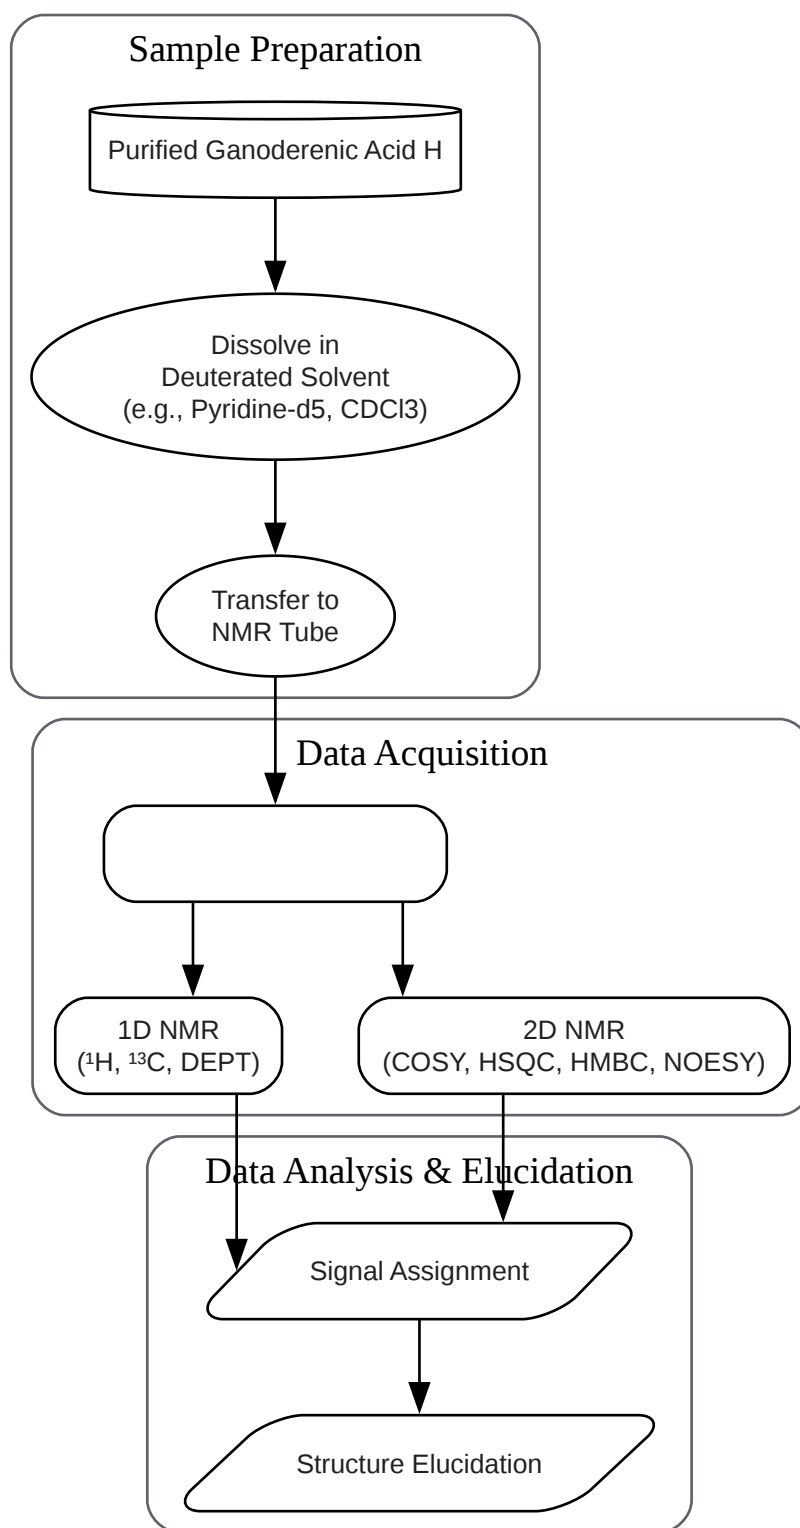 Sample Preparation
Purified Ganoderenic Acid H
Dissolve in
Deuterated Solvent
(e.g., Pyridine-d5, CDCl3)
Transfer to
NMR Tube
Data Acquisition
1D NMR
(¹H, ¹³C, DEPT)
2D NMR
(COSY, HSQC, HMBC, NOESY)
Data Analysis & Elucidation
Signal Assignment
Structure Elucidation